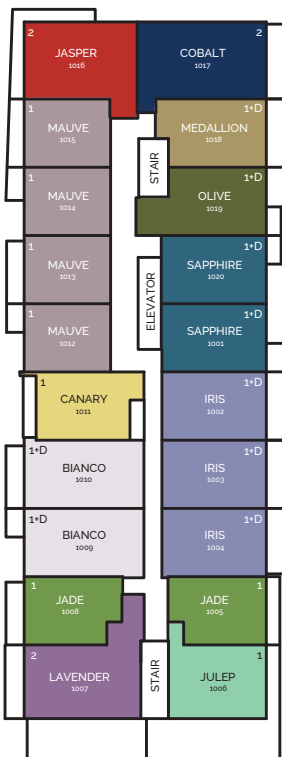 2
JASPER
1016
2
COBALT
1017
1
MAUVE
1015
1+D
MEDALLION
1018
STAIR
1
MAUVE
1014
1+D
OLIVE
1019
1
MAUVE
1013
1+D
SAPPHIRE
1020
ELEVATOR
1
MAUVE
1012
1+D
SAPPHIRE
1001
1
CANARY
1011
1+D
IRIS
1002
1+D
BIANCO
1010
1+D
IRIS
1003
1+D
BIANCO
1009
1+D
IRIS
1004
1
JADE
1008
1
JADE
1005
2
LAVENDER
1007
STAIR
1
JULEP
1006